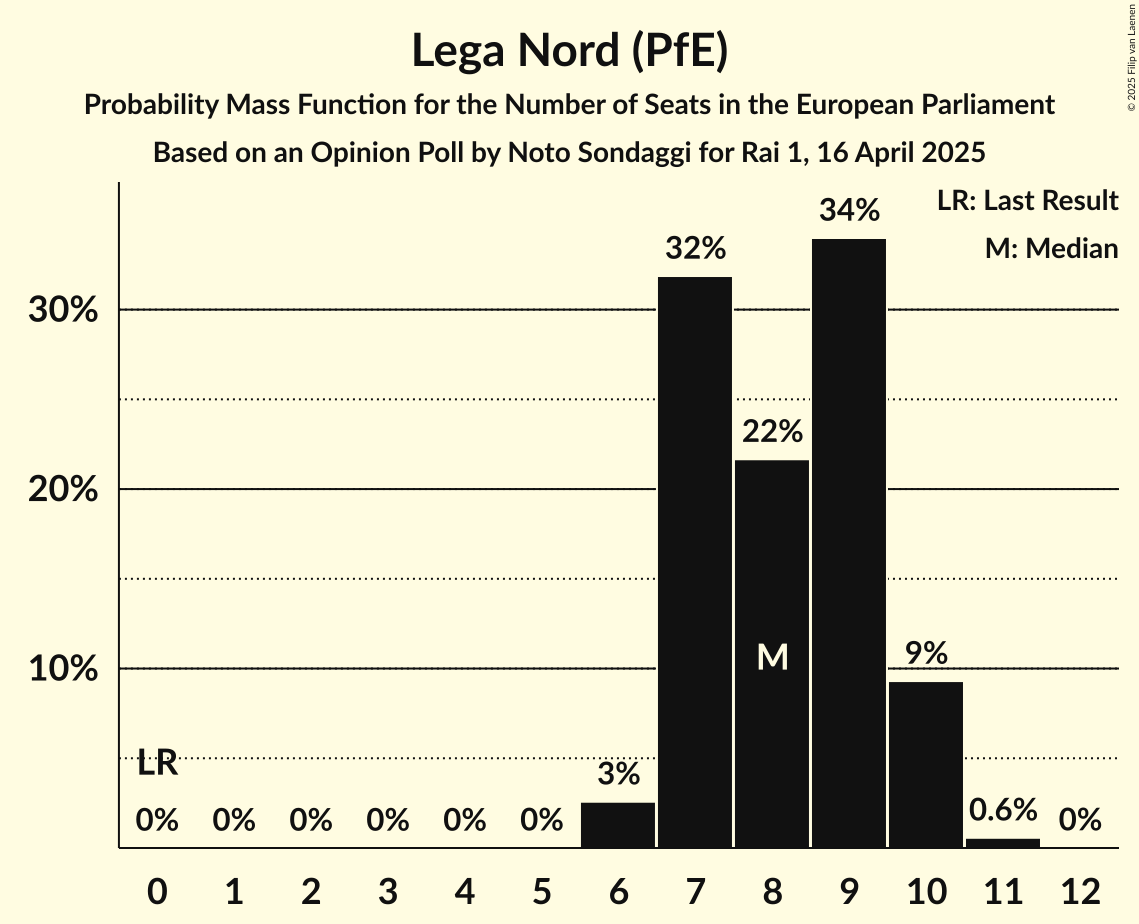 Lega Nord (PfE)
Probability Mass Function for the Number of Seats in the European Parliament
Based on an Opinion Poll by Noto Sondaggi for Rai 1, 16 April 2025
© 2025 Filip van Laenen
LR: Last Result
M: Median
34%
32%
30%
22%
20%
M
10%
9%
LR
3%
0% 0% 0% 0% 0% 0% 0.6% 0%
0 1 2 3 4 5 6 7 8 9 10 11 12